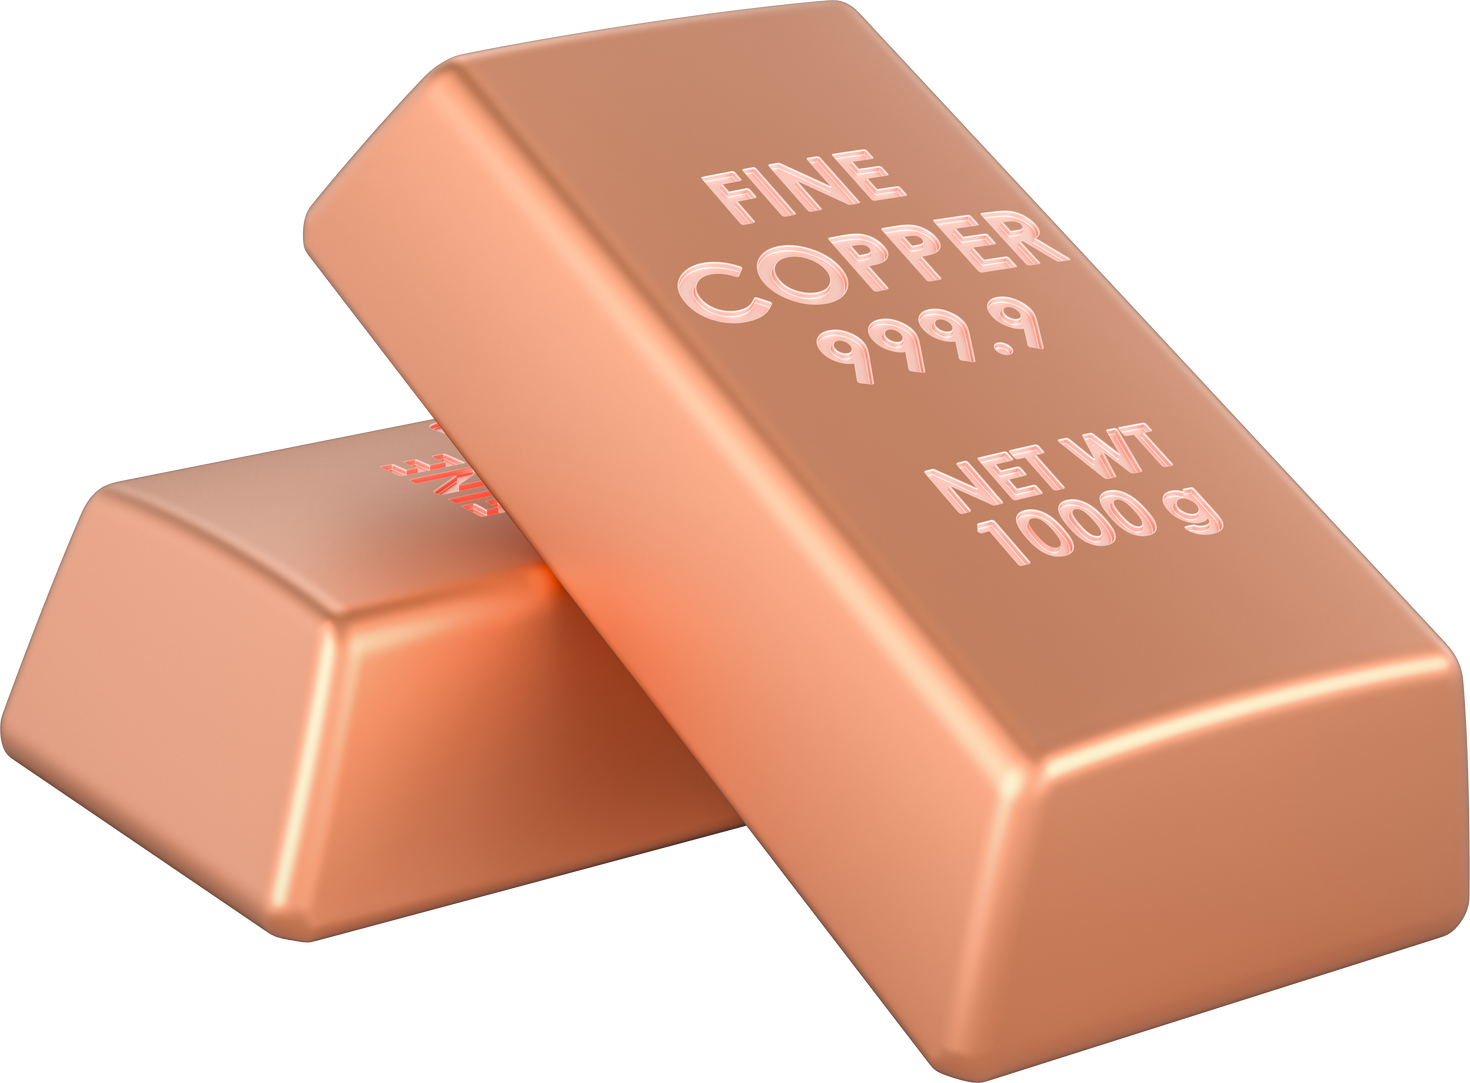 FINE
COPPER
999.9
NET WT
1000 g